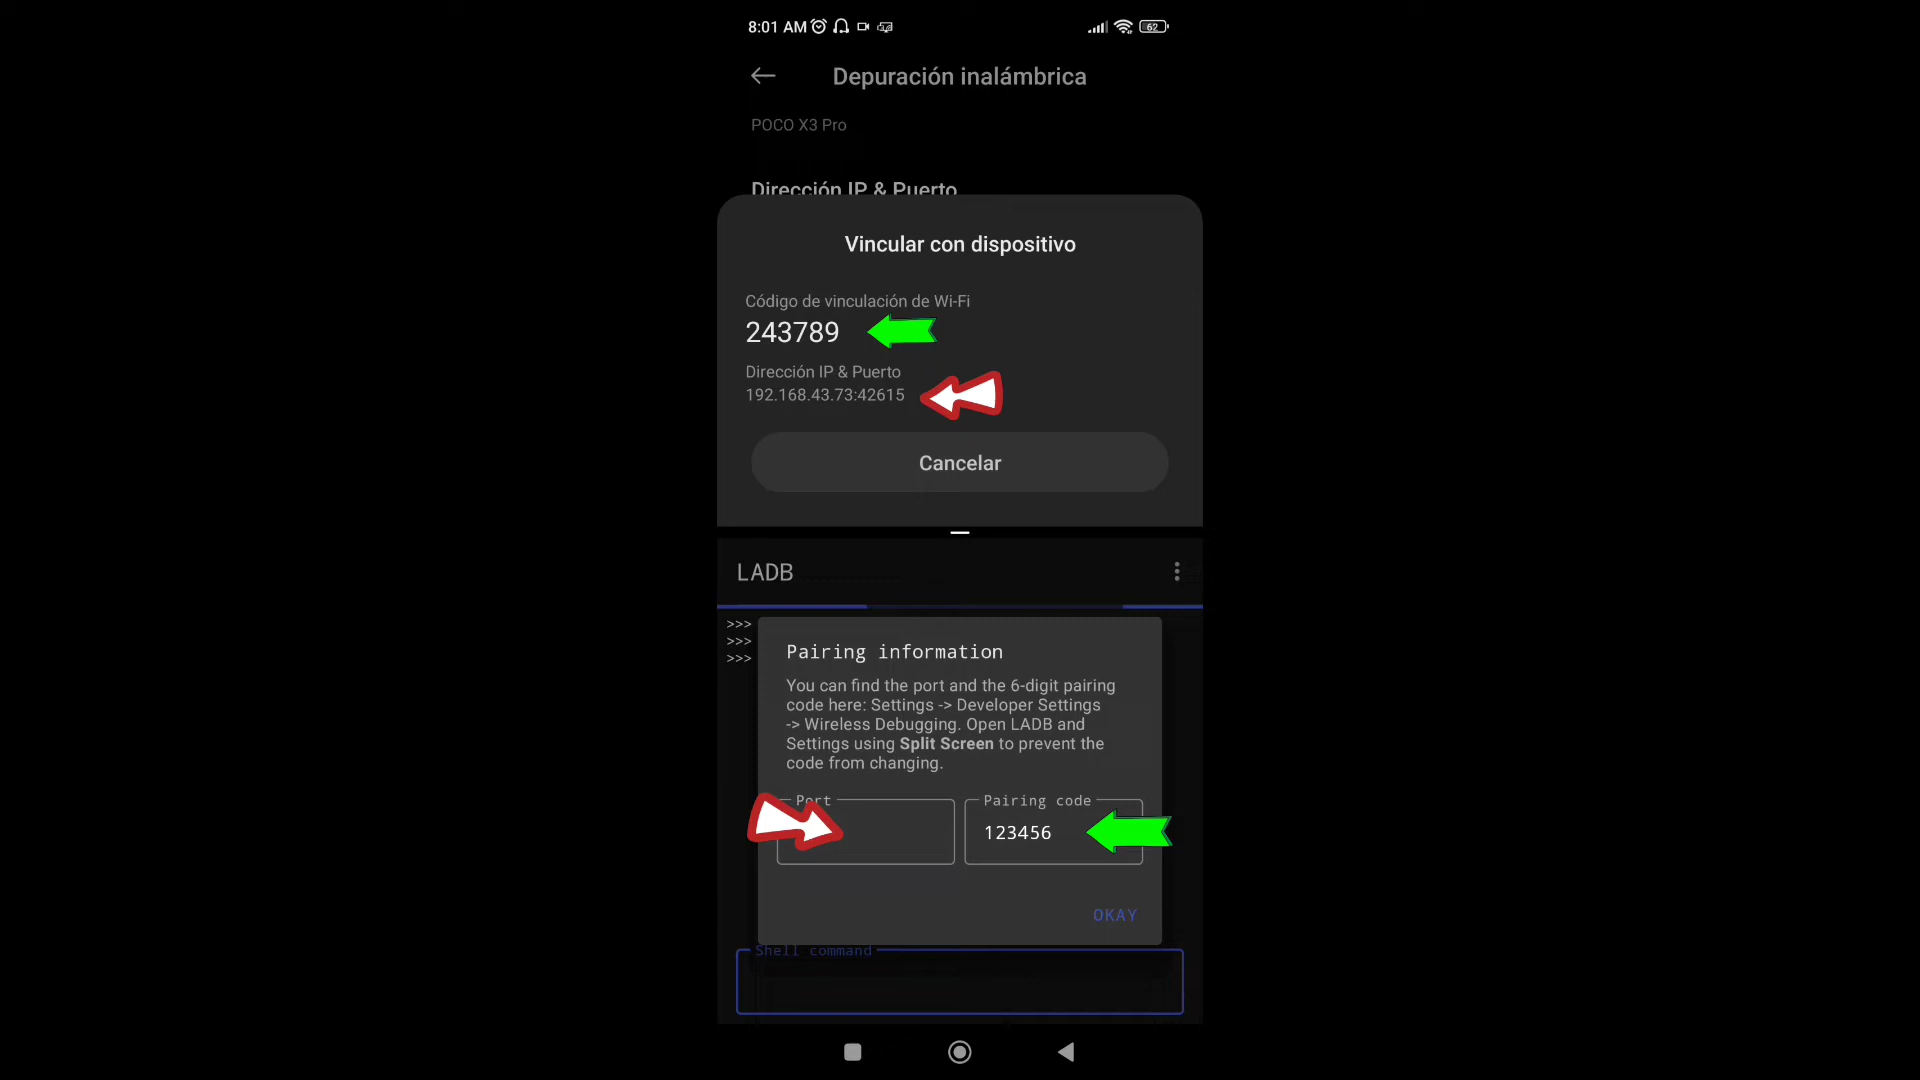 8:01 AM
62
Depuración inalámbrica
POCO X3 Pro
Dirección IP & Puerto
Vincular con dispositivo
Código de vinculación de Wi-Fi
243789
Dirección IP & Puerto
192.168.43.73:42615
Cancelar
LADB
>>>
>>>
>>>
Pairing information
You can find the port and the 6-digit pairing
code here: Settings -> Developer Settings
-> Wireless Debugging. Open LADB and
Settings using Split Screen to prevent the
code from changing.
Port
Pairing code
123456
OKAY
Shell command